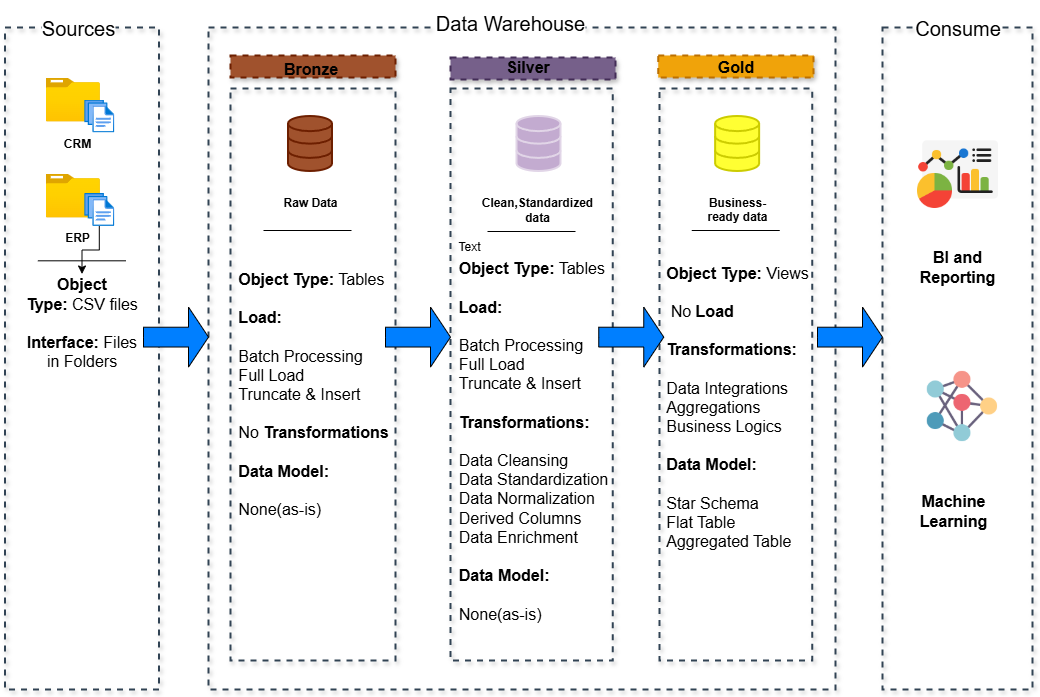 Sources
CRM
ERP
Object
Type: CSV files
Interface: Files
in Folders
Data Warehouse
Bronze
Raw Data
Object Type: Tables
Load:
Batch Processing
Full Load
Truncate & Insert
No Transformations
Data Model:
None(as-is)
Silver
Clean,Standardized
data
Text
Object Type: Tables
Load:
Batch Processing
Full Load
Truncate & Insert
Transformations:
Data Cleansing
Data Standardization
Data Normalization
Derived Columns
Data Enrichment
Data Model:
None(as-is)
Gold
Business-
ready data
Object Type: Views
No Load
Transformations:
Data Integrations
Aggregations
Business Logics
Data Model:
Star Schema
Flat Table
Aggregated Table
Consume
BI and
Reporting
Machine
Learning